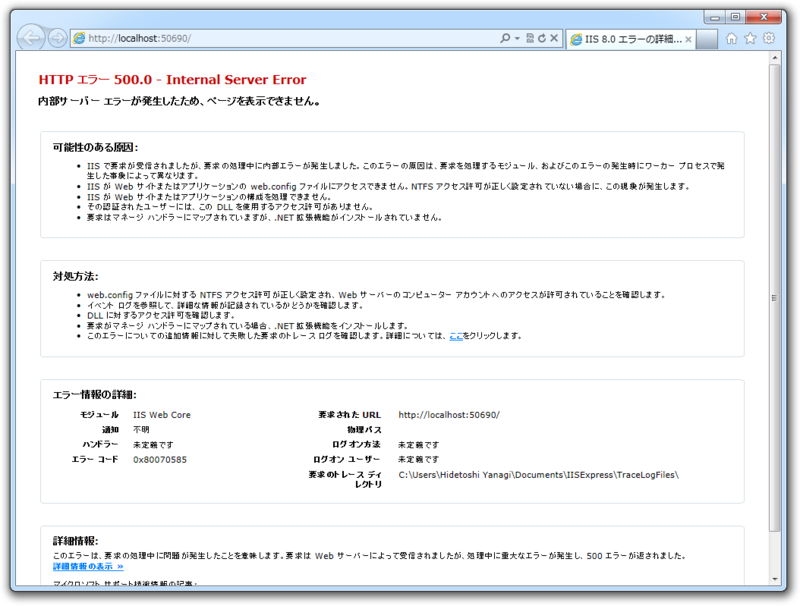 http://localhost:50690/
IIS 8.0 エラーの詳細...
HTTP エラー 500.0 - Internal Server Error
内部サーバー エラーが発生したため、ページを表示できません。
可能性のある原因:
IIS で要求が受信されましたが、要求の処理中に内部エラーが発生しました。このエラーの原因は、要求を処理するモジュール、およびこのエラーの発生時にワーカー プロセスで発
生した事象によって異なります。
IIS が Web サイトまたはアプリケーションの web.config ファイルにアクセスできません。NTFS アクセス許可が正しく設定されていない場合に、この現象が発生します。
IIS が Web サイトまたはアプリケーションの構成を処理できません。
その認証されたユーザーには、この DLL を使用するアクセス許可がありません。
要求はマネージ ハンドラーにマップされていますが、.NET 拡張機能がインストールされていません。
対処方法:
web.config ファイルに対する NTFS アクセス許可が正しく設定され、Web サーバーのコンピューター アカウントへのアクセスが許可されていることを確認します。
イベント ログを参照して、詳細な情報が記録されているかどうかを確認します。
DLL に対するアクセス許可を確認します。
要求がマネージ ハンドラーにマップされている場合、.NET 拡張機能をインストールします。
このエラーについての追加情報に対して失敗した要求のトレース ログを確認します。詳細については、ここをクリックします。
エラー情報の詳細:
モジュール IIS Web Core
通知 不明
ハンドラー 未定義です
エラー コード 0x80070585
要求された URL http://localhost:50690/
物理パス
ログオン方法 未定義です
ログオン ユーザー 未定義です
要求のトレース ディ
レクトリ C:\Users\Hidetoshi Yanagi\Documents\IISExpress\TraceLogFiles\
詳細情報:
このエラーは、要求の処理中に問題が発生したことを意味します。要求は Web サーバーによって受信されましたが、処理中に重大なエラーが発生し、500 エラーが返されました。
詳細情報の表示 »
マイクロソフト サポート技術情報の記事: